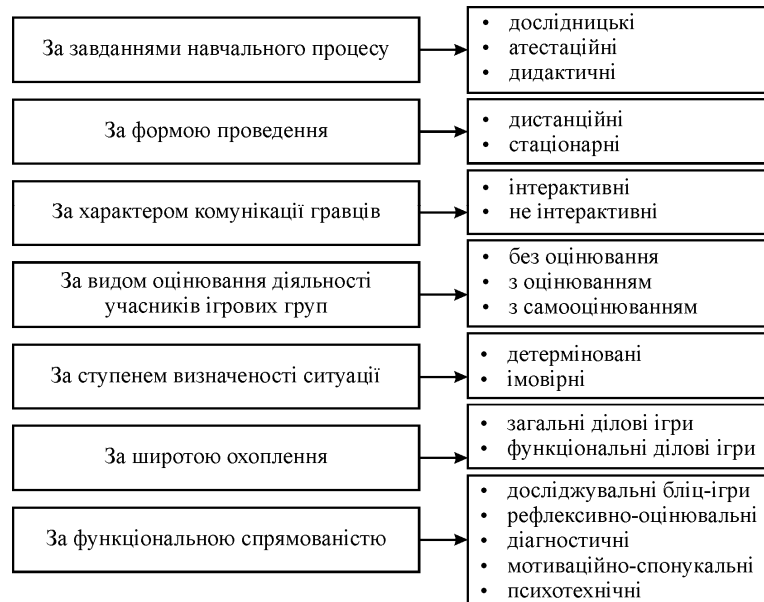 За завданнями навчального процесу
• дослідницькі
• атестаційні
• дидактичні
За формою проведення
• дистанційні
• стаціонарні
За характером комунікації гравців
• інтерактивні
• не інтерактивні
За видом оцінювання діяльності
учасників ігрових груп
• без оцінювання
• з оцінюванням
• з самооцінюванням
За ступенем визначеності ситуації
• детерміновані
• імовірні
За широтою охоплення
• загальні ділові ігри
• функціональні ділові ігри
За функціональною спрямованістю
• досліджувальні бліц-ігри
• рефлексивно-оцінювальні
• діагностичні
• мотиваційно-спонукальні
• психотехнічні